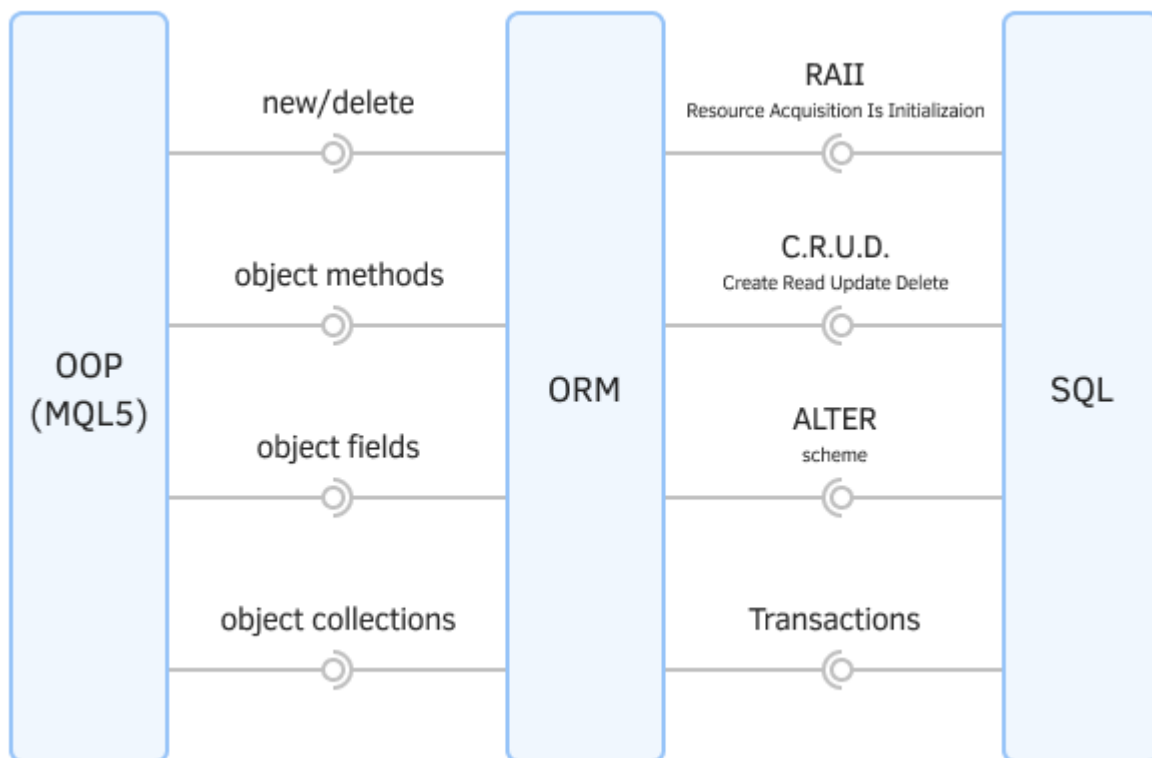 new/delete
RAII
Resource Acquisition Is Initializaion
object methods
C.R.U.D.
Create Read Update Delete
OOP
(MQL5)
ORM
SQL
object fields
ALTER
scheme
object collections
Transactions